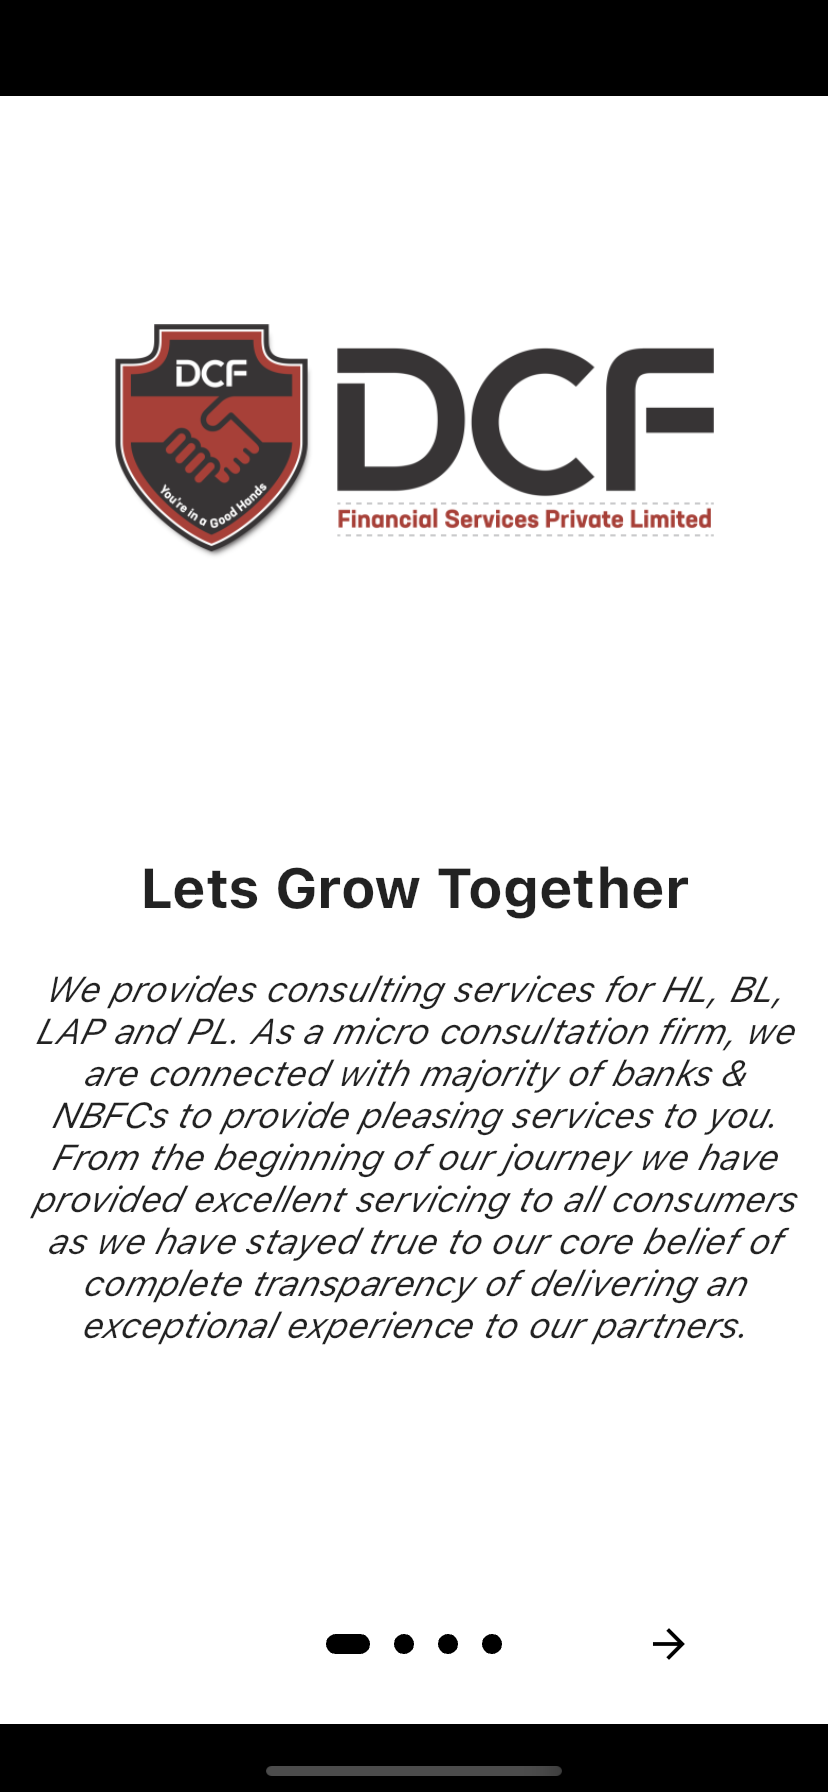 DCF
You're in a Good Hands
DCF
Financial Services Private Limited
Lets Grow Together
We provides consulting services for HL, BL,
LAP and PL. As a micro consultation firm, we
are connected with majority of banks &
NBFCs to provide pleasing services to you.
From the beginning of our journey we have
provided excellent servicing to all consumers
as we have stayed true to our core belief of
complete transparency of delivering an
exceptional experience to our partners.